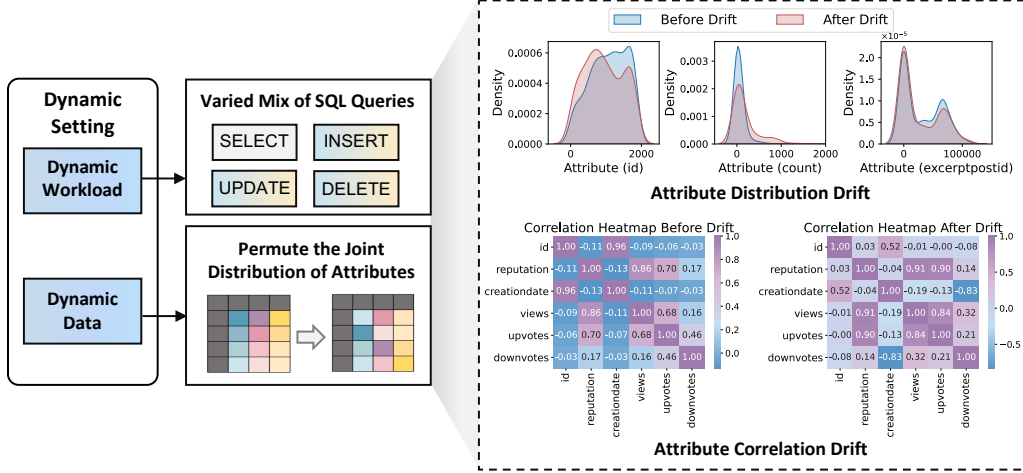 Dynamic
Setting
Dynamic
Workload
Dynamic
Data
Varied Mix of SQL Queries
SELECT
INSERT
UPDATE
DELETE
Permute the Joint
Distribution of Attributes
Before Drift
After Drift
Density
0.0006
0.0004
0.0002
0.0000
0
2000
Attribute (id)
Density
0.003
0.002
0.001
0.000
0
1000
2000
Attribute (count)
×10⁻⁵
Density
2.0
1.5
1.0
0.5
0.0
0
100000
Attribute (excerptpostid)
Attribute Distribution Drift
Correlation Heatmap Before Drift
id 1.00 -0.11 0.96 -0.09 -0.06 -0.03
reputation -0.11 1.00 -0.13 0.86 0.70 0.17
creationdate 0.96 -0.13 1.00 -0.11 -0.07 -0.03
views -0.09 0.86 -0.11 1.00 0.68 0.16
upvotes -0.06 0.70 -0.07 0.68 1.00 0.46
downvotes -0.03 0.17 -0.03 0.16 0.46 1.00
id
reputation
creationdate
views
upvotes
downvotes
1.0
0.8
0.6
0.4
0.2
0.0
Correlation Heatmap After Drift
id 1.00 0.03 0.52 -0.01 -0.00 -0.08
reputation 0.03 1.00 -0.04 0.91 0.90 0.14
creationdate 0.52 -0.04 1.00 -0.19 -0.13 -0.83
views -0.01 0.91 -0.19 1.00 0.84 0.32
upvotes -0.00 0.90 -0.13 0.84 1.00 0.21
downvotes -0.08 0.14 -0.83 0.32 0.21 1.00
id
reputation
creationdate
views
upvotes
downvotes
1.0
0.5
0.0
−0.5
Attribute Correlation Drift